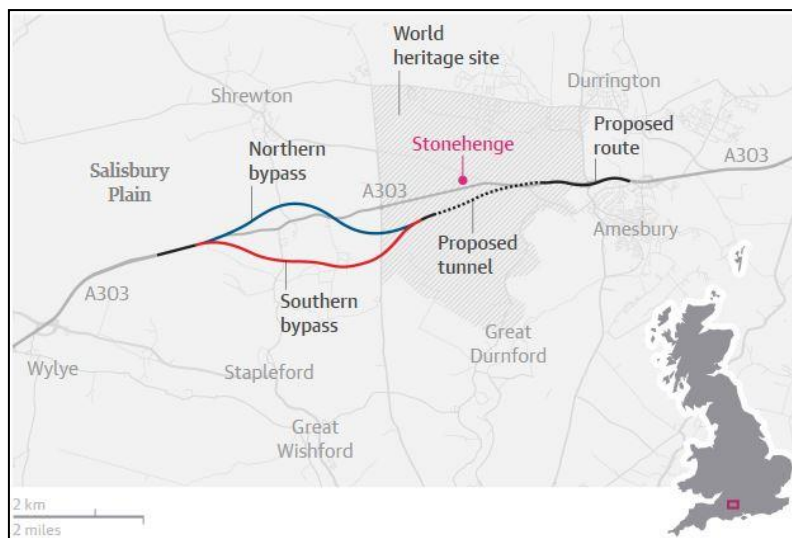 World
heritage site
Durrington
Shrewton
Proposed
route
Stonehenge
Northern
bypass
A303
Salisbury
Plain
A303
Proposed
tunnel
Amesbury
A303
Southern
bypass
Great
Durnford
Wylye
Stapleford
Great
Wishford
2 km
2 miles